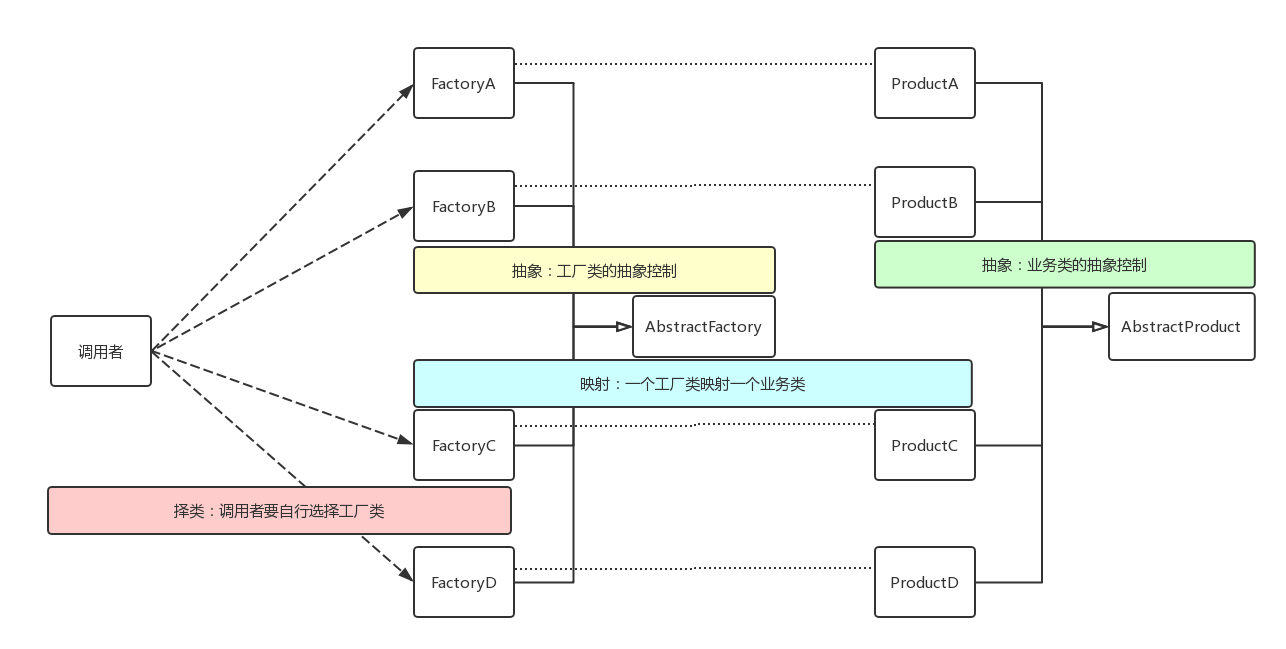 FactoryA
ProductA
FactoryB
ProductB
抽象：工厂类的抽象控制
抽象：业务类的抽象控制
调用者
AbstractFactory
AbstractProduct
映射：一个工厂类映射一个业务类
FactoryC
ProductC
择类：调用者要自行选择工厂类
FactoryD
ProductD